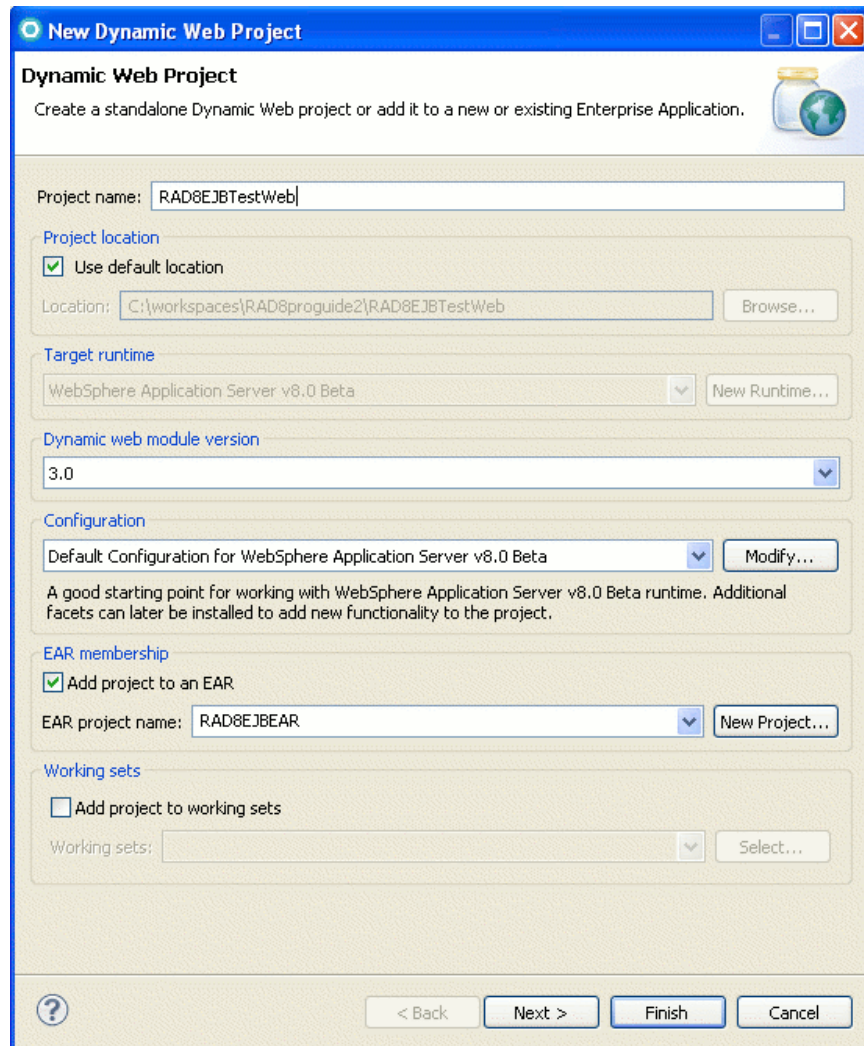 New Dynamic Web Project
Dynamic Web Project
Create a standalone Dynamic Web project or add it to a new or existing Enterprise Application.
Project name: RAD8EJBTestWeb
Project location
Use default location
Location: C:\workspaces\RAD8proguide2\RAD8EJBTestWeb Browse...
Target runtime
WebSphere Application Server v8.0 Beta New Runtime...
Dynamic web module version
3.0
Configuration
Default Configuration for WebSphere Application Server v8.0 Beta Modify...
A good starting point for working with WebSphere Application Server v8.0 Beta runtime. Additional
facets can later be installed to add new functionality to the project.
EAR membership
Add project to an EAR
EAR project name: RAD8EJBEAR New Project...
Working sets
Add project to working sets
Working sets: Select...
? < Back Next > Finish Cancel